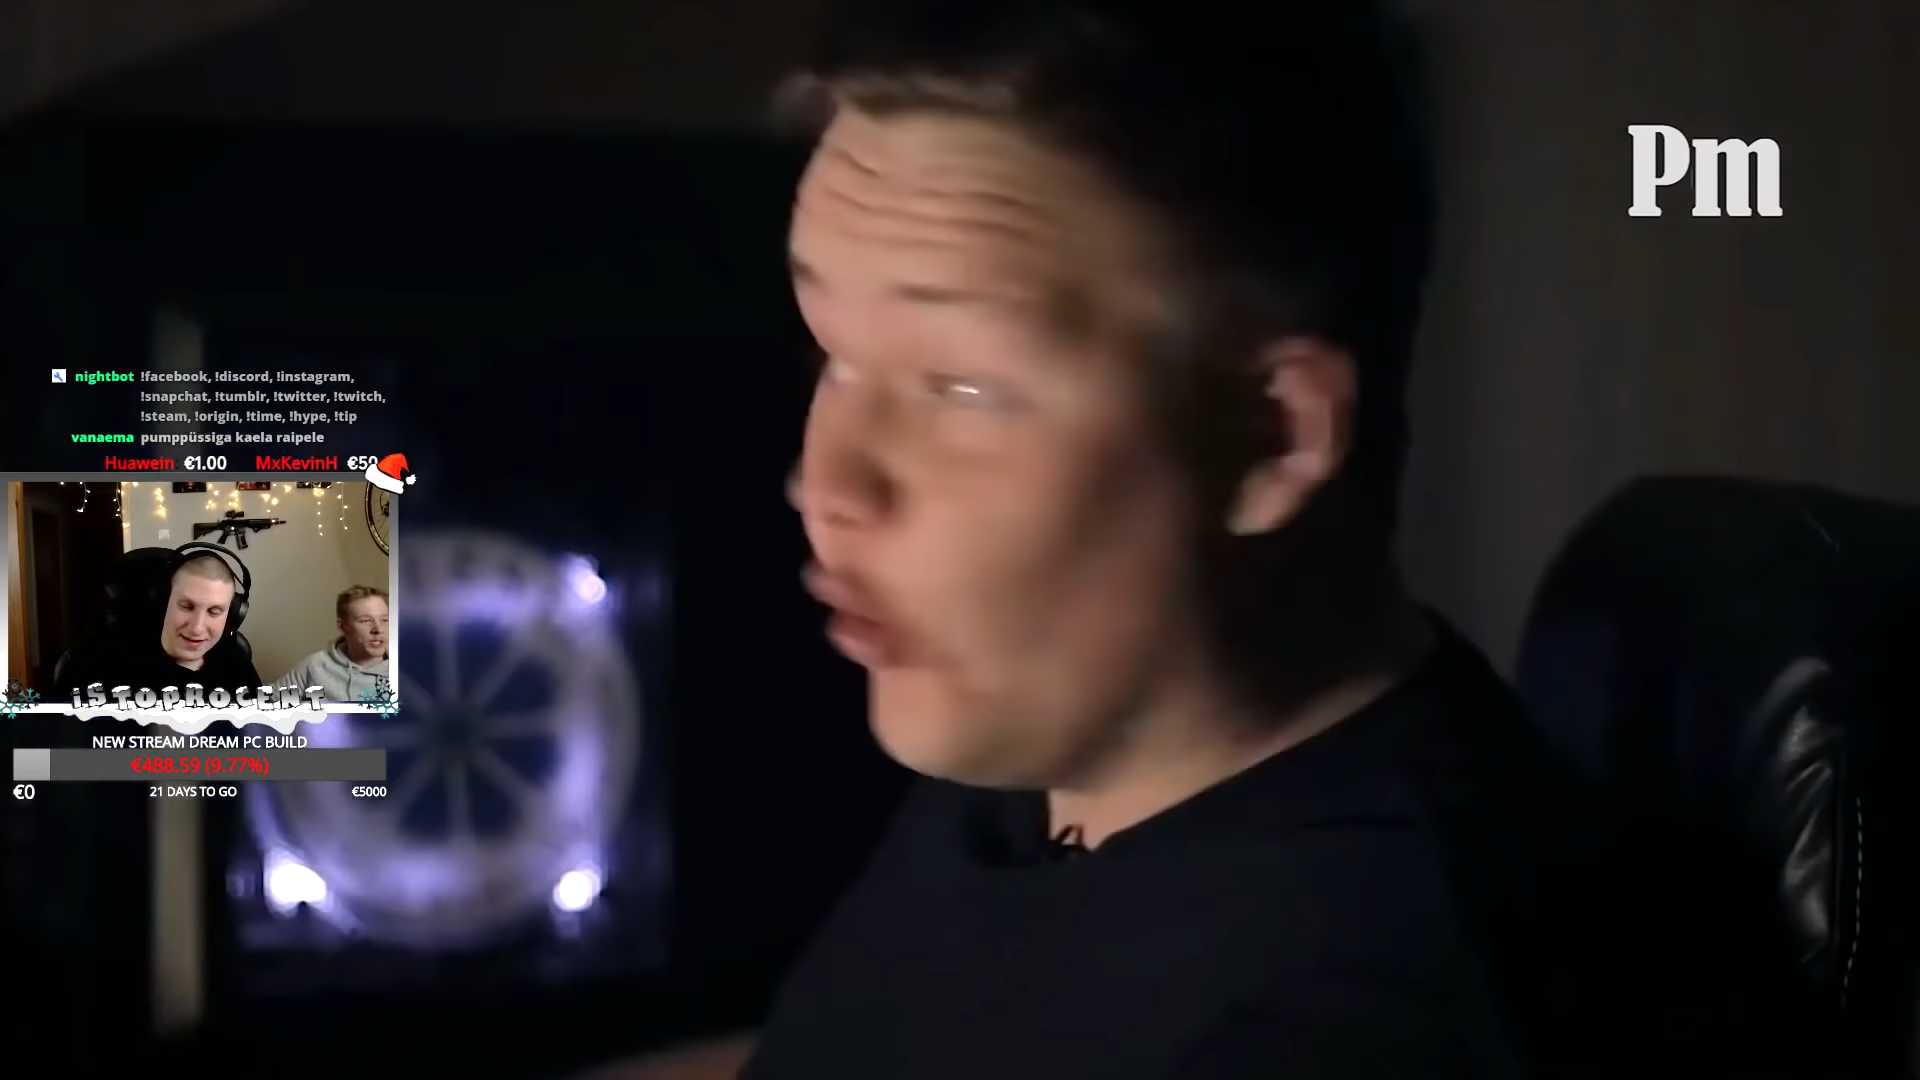 Pm
nightbot !facebook, !discord, !instagram,
!snapchat, !tumblr, !twitter, !twitch,
!steam, !origin, !time, !hype, !tip
vanaema pumppüssiga kaela raipele
Huawein €1.00 MxKevinH €50
iSTOPROCENT
NEW STREAM DREAM PC BUILD
€488.59 (9.77%)
€0 21 DAYS TO GO €5000